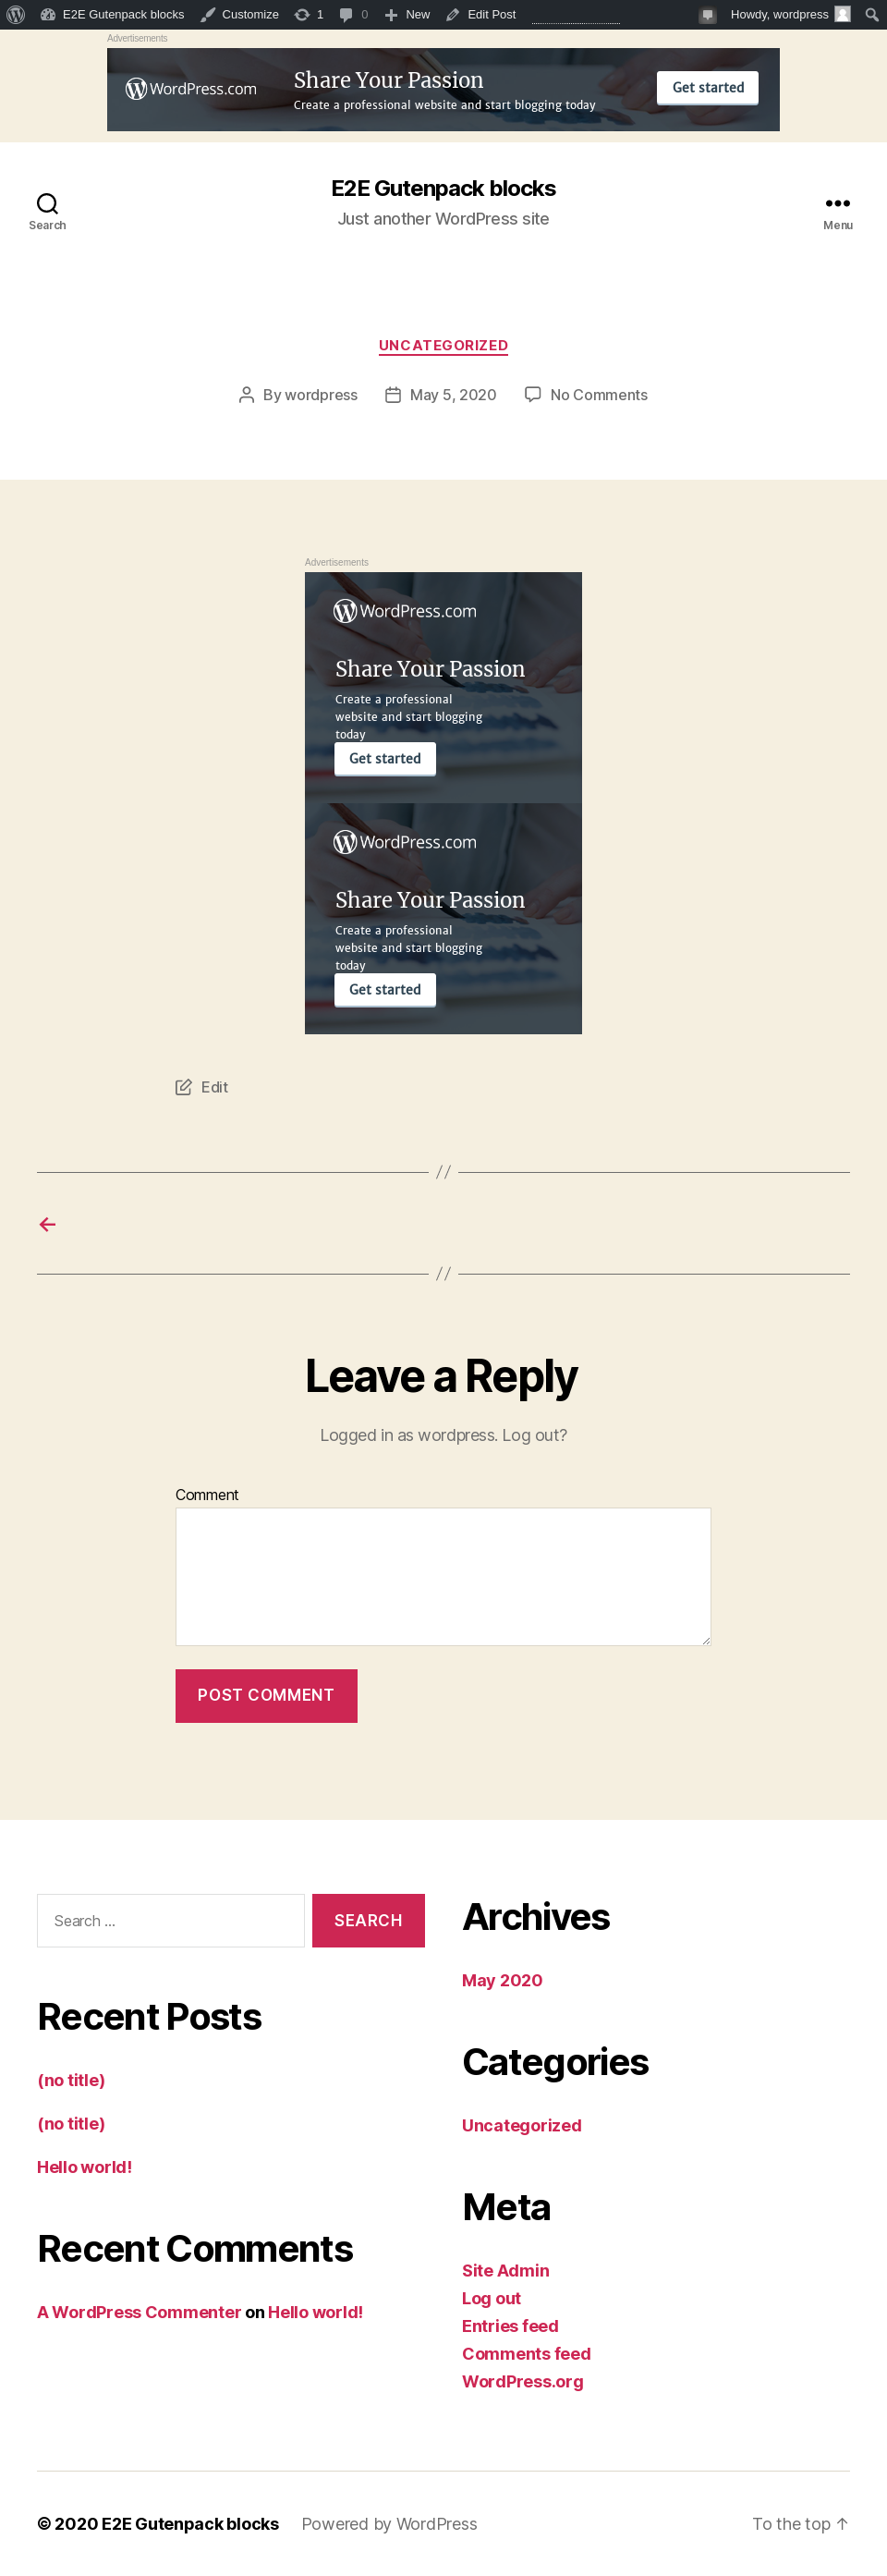 E2E Gutenpack blocks Customize 1 0 New Edit Post Howdy, wordpress
Advertisements
WordPress.com
Share Your Passion
Create a professional website and start blogging today
Get started
Search
E2E Gutenpack blocks
Just another WordPress site
Menu
UNCATEGORIZED
By wordpress May 5, 2020 No Comments
Advertisements
WordPress.com
Share Your Passion
Create a professional
website and start blogging
today
Get started
WordPress.com
Share Your Passion
Create a professional
website and start blogging
today
Get started
Edit
//
←
//
Leave a Reply
Logged in as wordpress. Log out?
Comment
POST COMMENT
Search …
SEARCH
Recent Posts
(no title)
(no title)
Hello world!
Recent Comments
A WordPress Commenter on Hello world!
Archives
May 2020
Categories
Uncategorized
Meta
Site Admin
Log out
Entries feed
Comments feed
WordPress.org
© 2020 E2E Gutenpack blocks Powered by WordPress To the top ↑